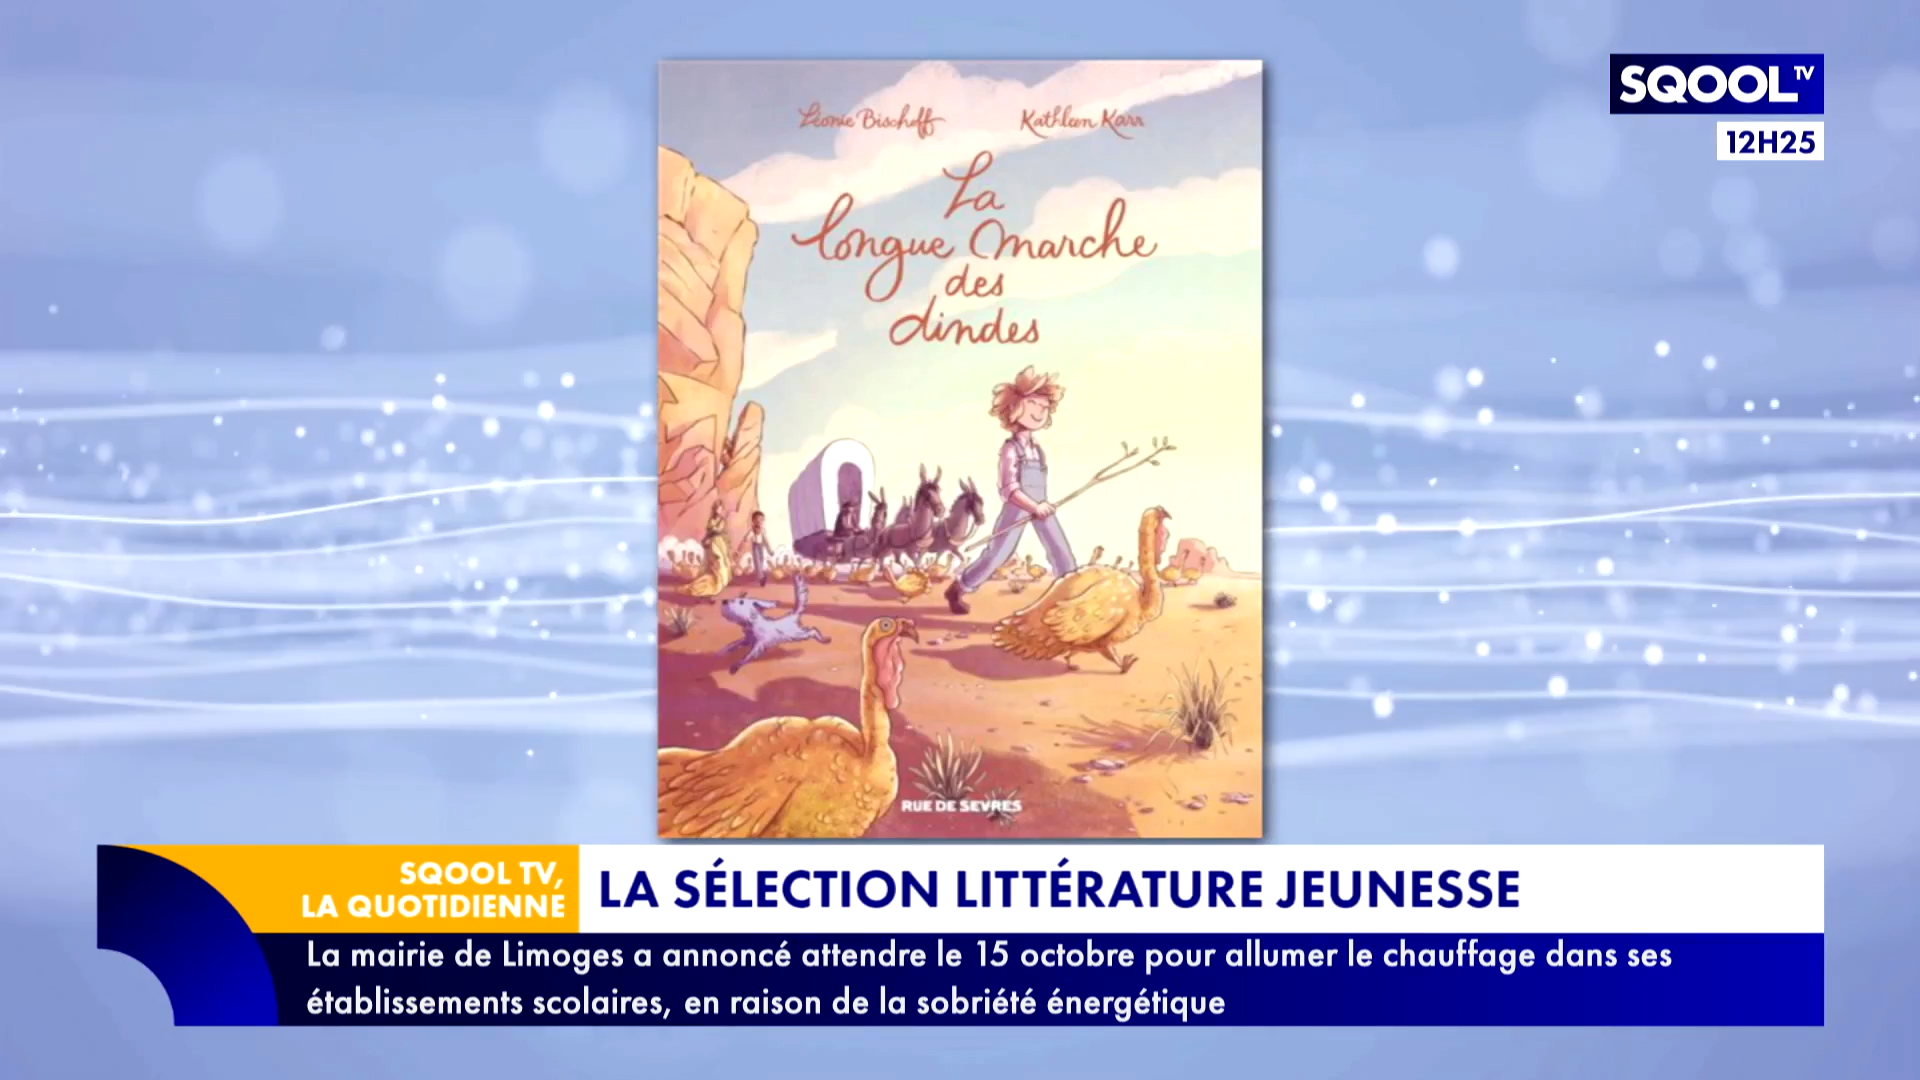 SQOOL TV
12H25
Léonie Bischoff
Kathleen Karr
La
longue marche
des
dindes
RUE DE SEVRES
SQOOL TV,
LA QUOTIDIENNE
LA SÉLECTION LITTÉRATURE JEUNESSE
La mairie de Limoges a annoncé attendre le 15 octobre pour allumer le chauffage dans ses
établissements scolaires, en raison de la sobriété énergétique